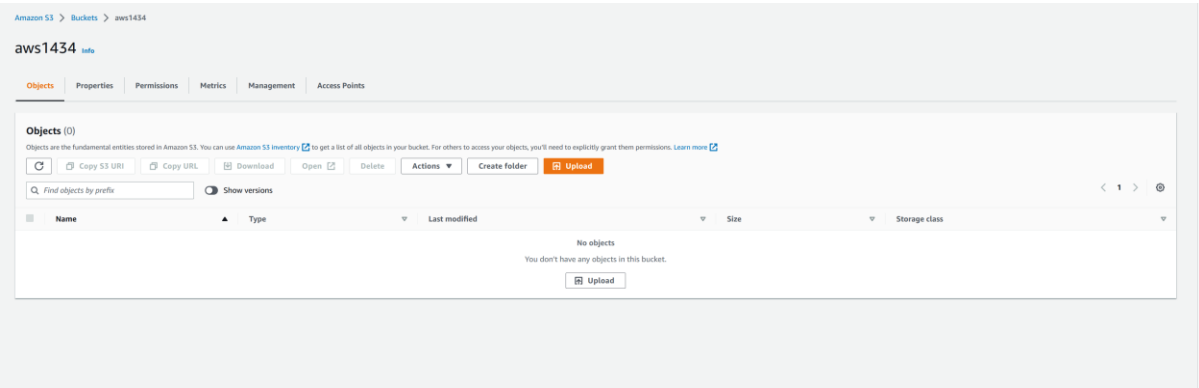 Amazon S3 > Buckets > aws1434
aws1434 Info
Objects Properties Permissions Metrics Management Access Points
Objects (0)
Objects are the fundamental entities stored in Amazon S3. You can use Amazon S3 inventory to get a list of all objects in your bucket. For others to access your objects, you'll need to explicitly grant them permissions. Learn more
Copy S3 URI Copy URL Download Open Delete Actions Create folder Upload
Find objects by prefix Show versions < 1 >
Name Type Last modified Size Storage class
No objects
You don't have any objects in this bucket.
Upload